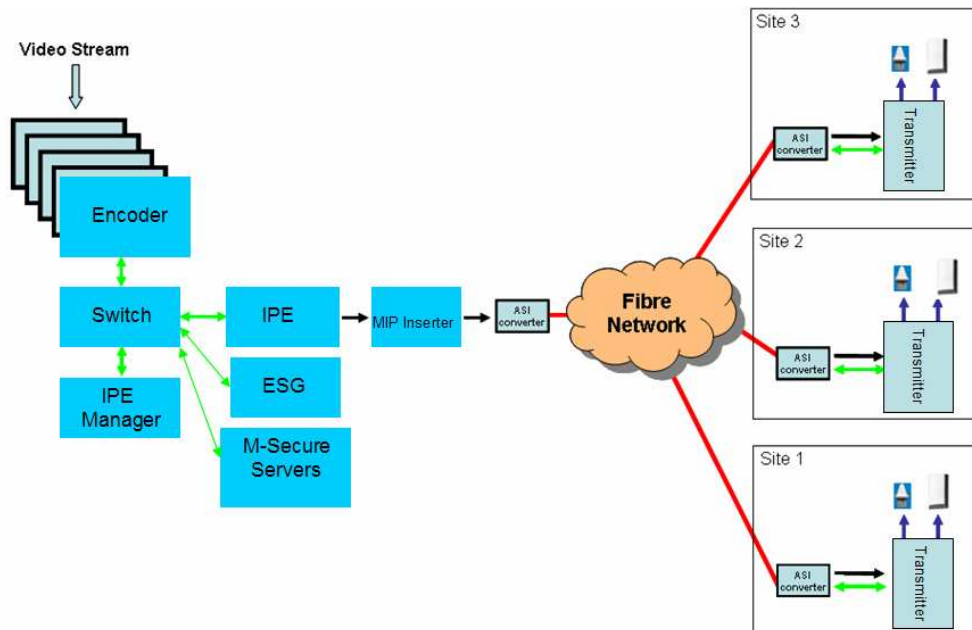 Video Stream
Encoder
Switch
IPE
Manager
IPE
ESG
M-Secure
Servers
MIP Inserter
ASI
converter
Fibre
Network
Site 3
ASI
converter
Transmitter
Site 2
ASI
converter
Transmitter
Site 1
ASI
converter
Transmitter